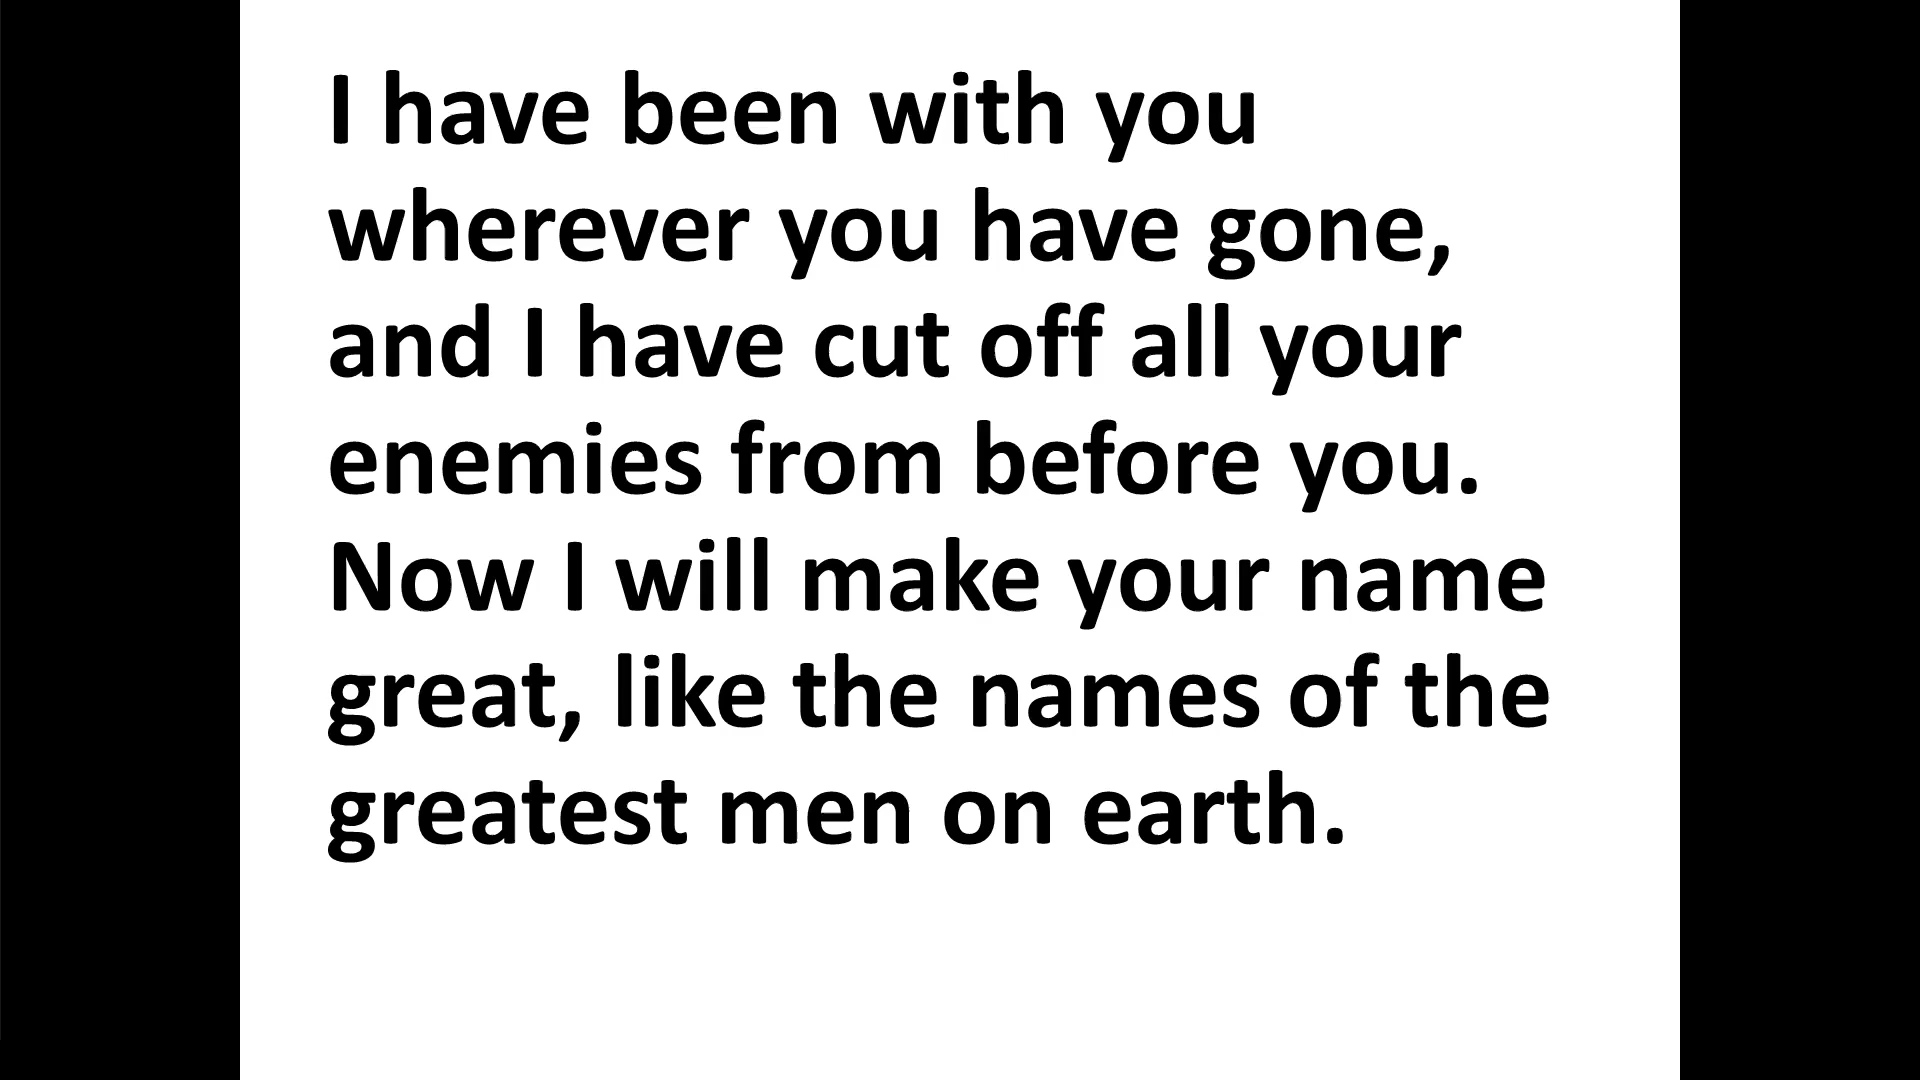 I have been with you
wherever you have gone,
and I have cut off all your
enemies from before you.
Now I will make your name
great, like the names of the
greatest men on earth.